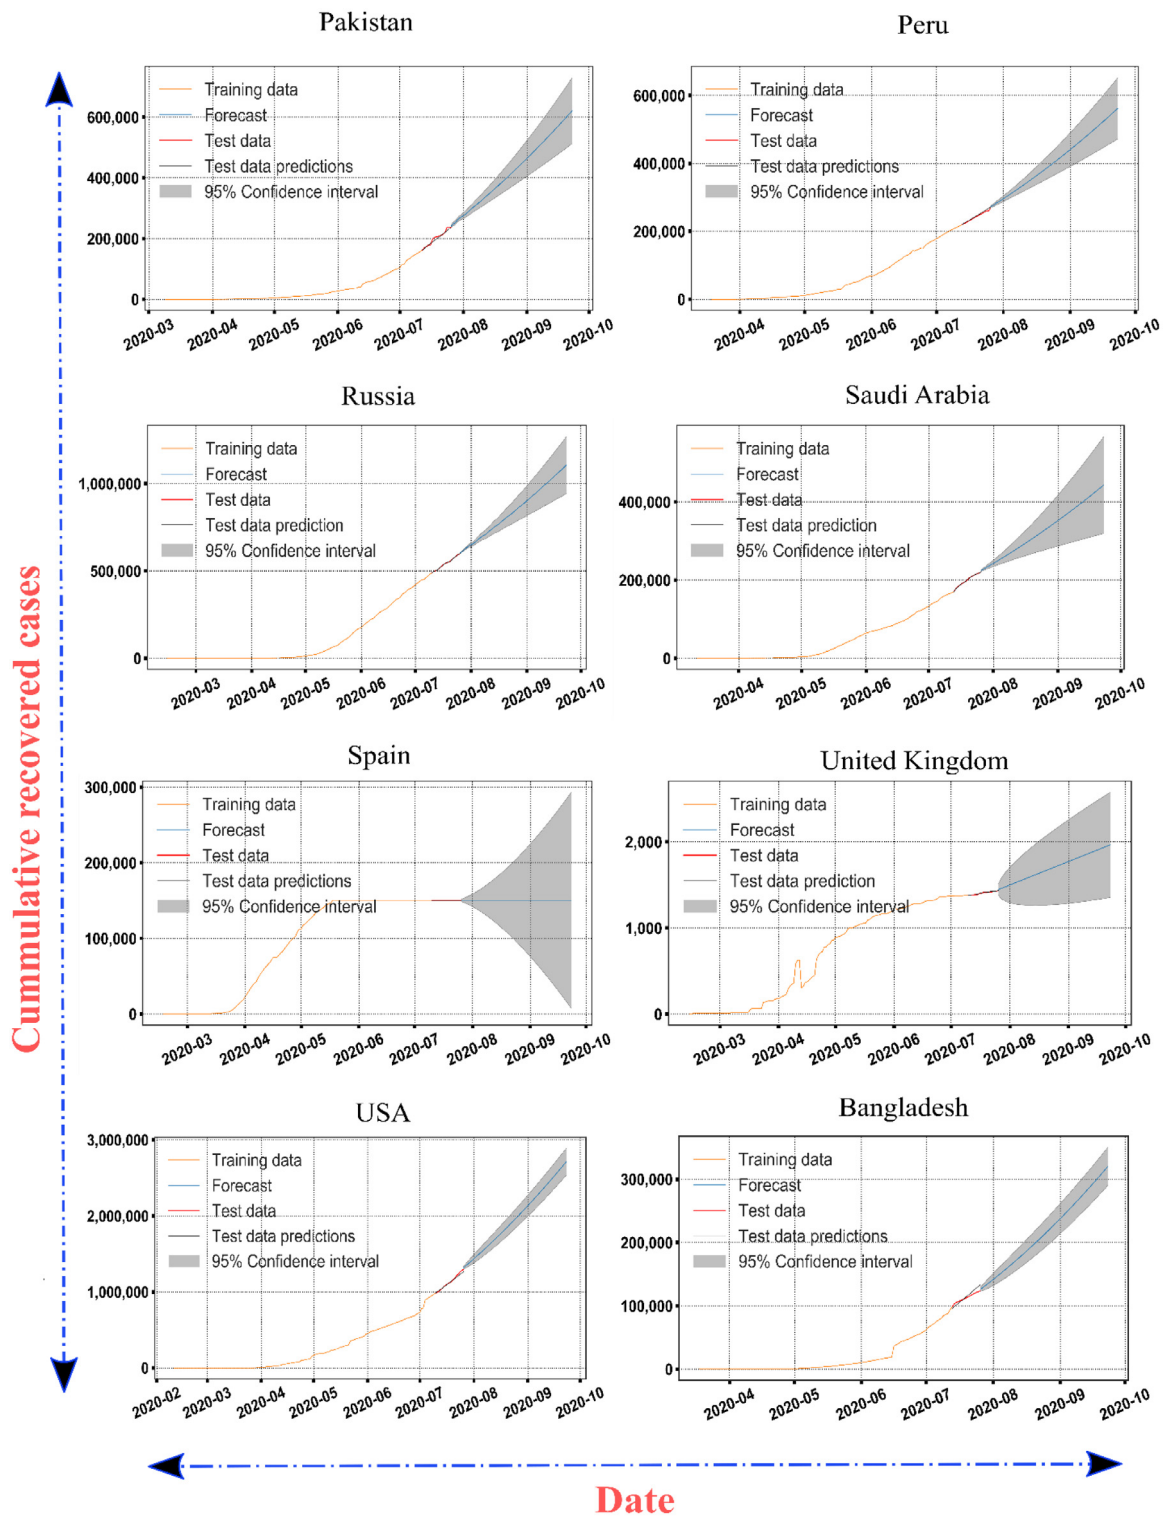 Pakistan
Training data
Forecast
Test data
Test data predictions
95% Confidence interval
600,000
400,000
200,000
0
2020-03 2020-04 2020-05 2020-06 2020-07 2020-08 2020-09 2020-10
Peru
Training data
Forecast
Test data
Test data predictions
95% Confidence interval
600,000
400,000
200,000
0
2020-04 2020-05 2020-06 2020-07 2020-08 2020-09 2020-10
Russia
Training data
Forecast
Test data
Test data prediction
95% Confidence interval
1,000,000
500,000
0
2020-03 2020-04 2020-05 2020-06 2020-07 2020-08 2020-09 2020-10
Saudi Arabia
Training data
Forecast
Test data
Test data prediction
95% Confidence interval
400,000
200,000
0
2020-04 2020-05 2020-06 2020-07 2020-08 2020-09 2020-10
Cummulative recovered cases
Spain
Training data
Forecast
Test data
Test data predictions
95% Confidence interval
300,000
200,000
100,000
0
2020-03 2020-04 2020-05 2020-06 2020-07 2020-08 2020-09 2020-10
United Kingdom
Training data
Forecast
Test data
Test data prediction
95% Confidence interval
2,000
1,000
0
2020-03 2020-04 2020-05 2020-06 2020-07 2020-08 2020-09 2020-10
USA
Training data
Forecast
Test data
Test data predictions
95% Confidence interval
3,000,000
2,000,000
1,000,000
0
2020-02 2020-03 2020-04 2020-05 2020-06 2020-07 2020-08 2020-09 2020-10
Bangladesh
Training data
Forecast
Test data
Test data predictions
95% Confidence interval
300,000
200,000
100,000
0
2020-04 2020-05 2020-06 2020-07 2020-08 2020-09 2020-10
Date